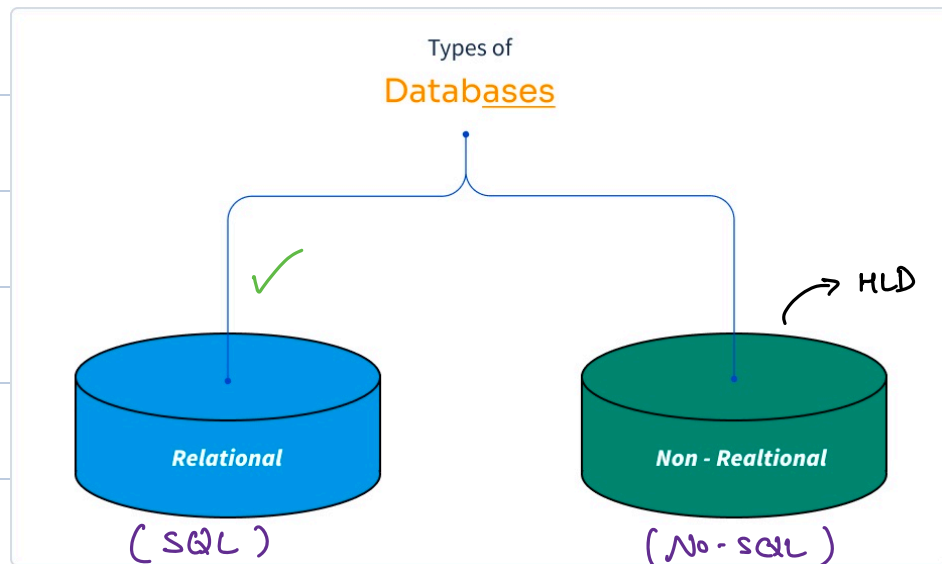 Types of
Databases
HLD
Relational
Non - Realtional
(SQL)
(No-SQL)